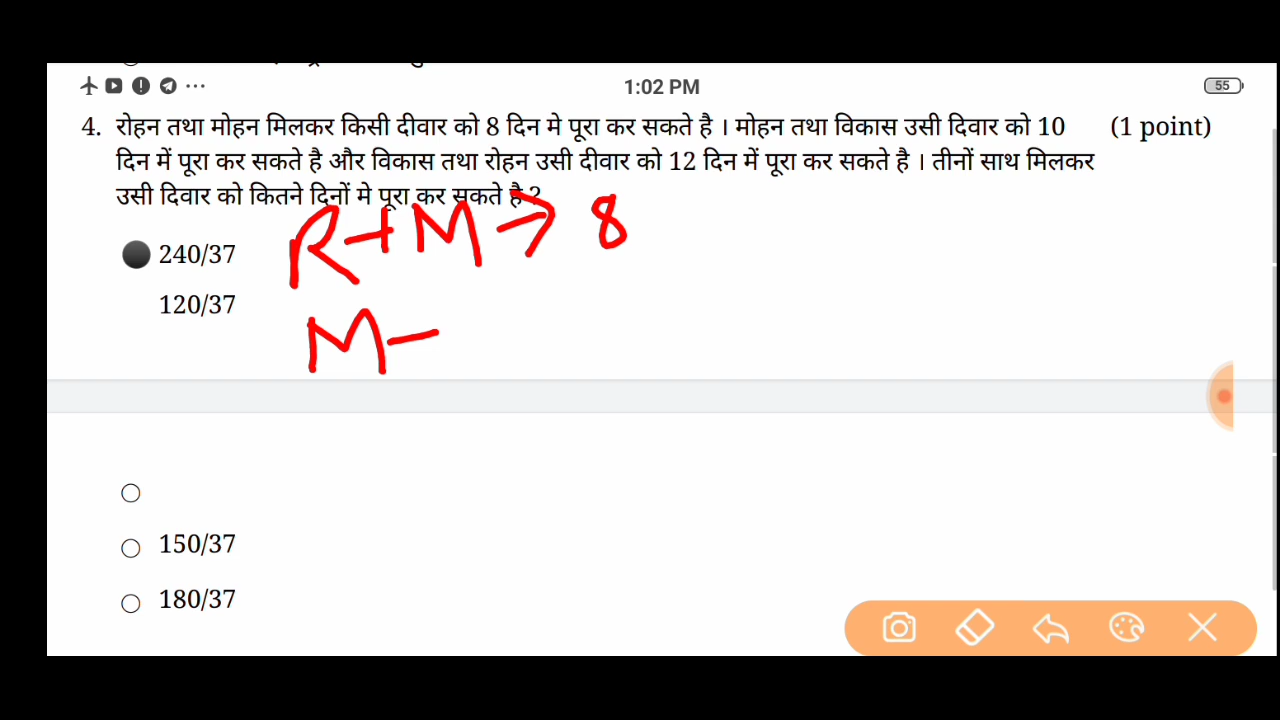 1:02 PM
55
4. रोहन तथा मोहन मिलकर किसी दीवार को 8 दिन मे पूरा कर सकते है । मोहन तथा विकास उसी दिवार को 10 (1 point)
दिन में पूरा कर सकते है और विकास तथा रोहन उसी दीवार को 12 दिन में पूरा कर सकते है । तीनों साथ मिलकर
उसी दिवार को कितने दिनों मे पूरा कर सकते है ?
R+M→ 8
240/37
120/37
M-
150/37
180/37